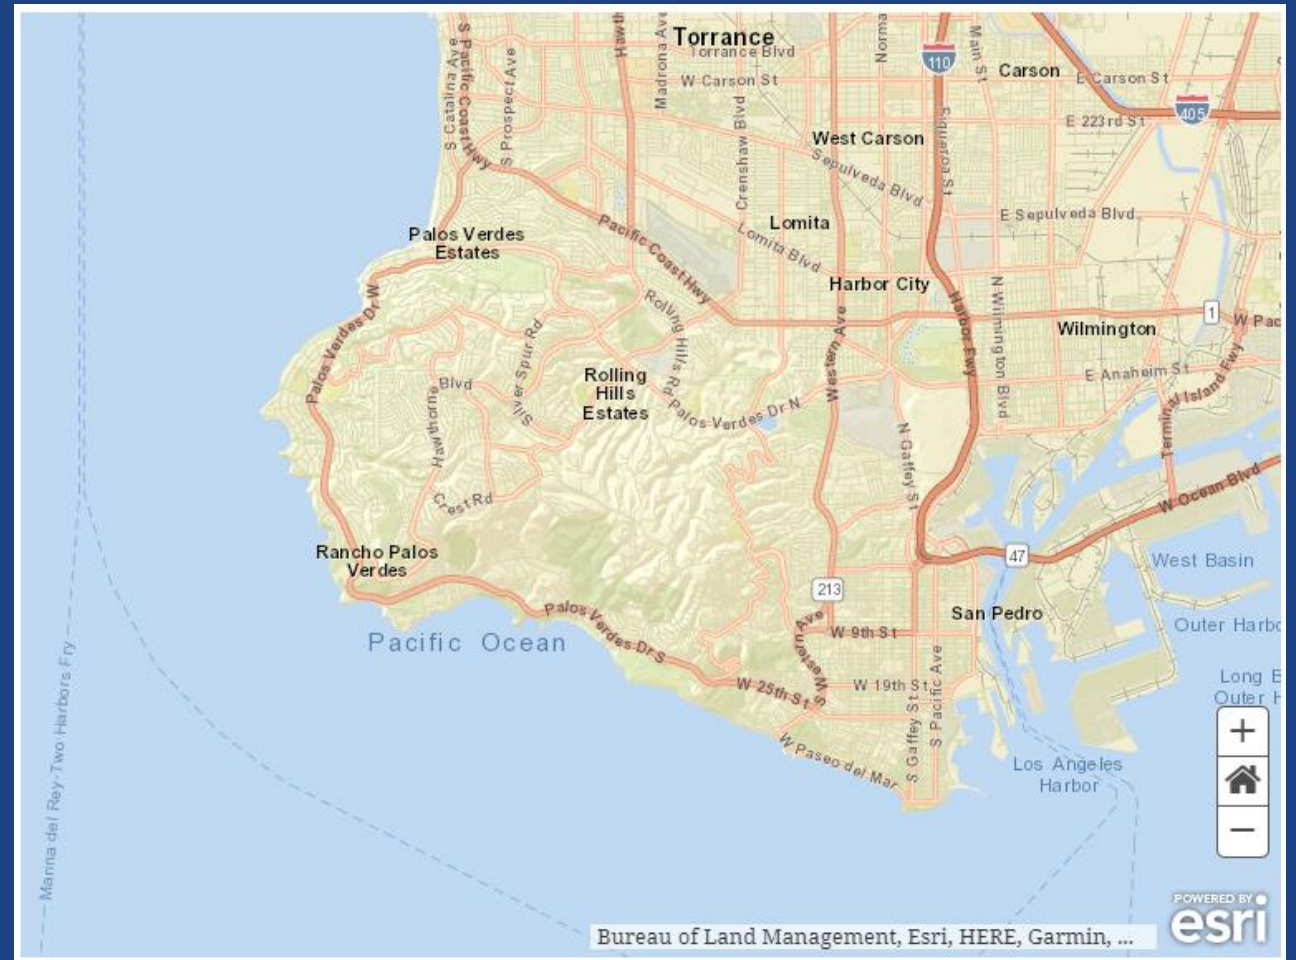 Torrance
Torrance Blvd
W Carson St
Carson
E Carson St
110
405
E 223rd St
Main St
Norma
Madrona Ave
Hawth
S Prospect Ave
S Catalina Ave
S Pacific Coast Hwy
West Carson
Crenshaw Blvd
Sepulveda Blvd
Figueroa St
E Sepulveda Blvd
Lomita
Lomita Blvd
Pacific Coast Hwy
Palos Verdes
Estates
Harbor City
Harbor Fwy
N Wilmington Blvd
Wilmington
1
W Pac
E Anaheim St
Terminal Island Fwy
Palos Verdes Dr W
Silver Spur Rd
Rolling Hills Rd
Rolling
Hills
Estates
Palos Verdes Dr N
Western Ave
Hawthorne
Blvd
N Gaffey St
Crest Rd
W Ocean Blvd
Rancho Palos
Verdes
47
West Basin
213
San Pedro
Palos Verdes Dr S
Pacific Ocean
S Western Ave
W 9th St
Outer Harbo
W 25th St
W 19th St
S Gaffey St
S Pacific Ave
Long B
Outer H
W Paseo del Mar
Los Angeles
Harbor
Marina del Rey-Two Harbors Fry
+
−
POWERED BY
esri
Bureau of Land Management, Esri, HERE, Garmin, ...